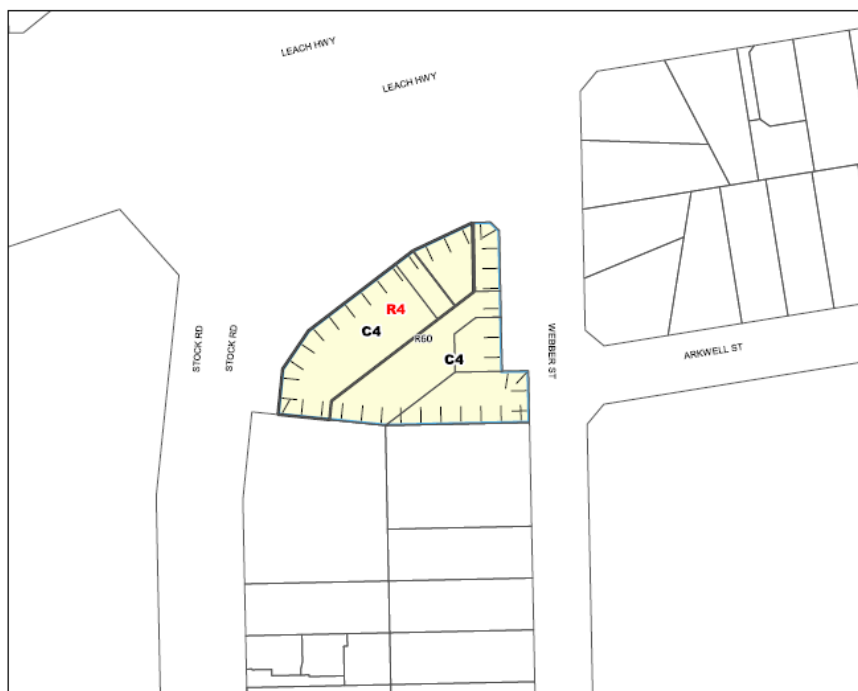 LEACH HWY
LEACH HWY
R4
C4
R60
C4
STOCK RD
STOCK RD
WEBBER ST
ARKWELL ST